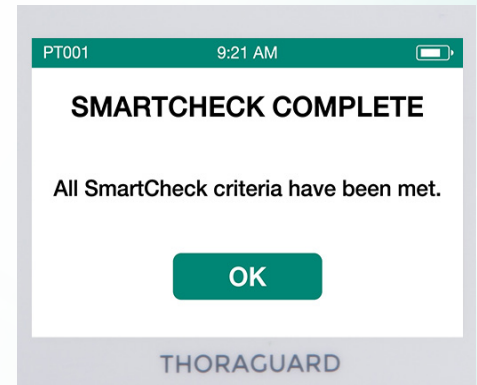 PT001 9:21 AM
SMARTCHECK COMPLETE
All SmartCheck criteria have been met.
OK
THORAGUARD